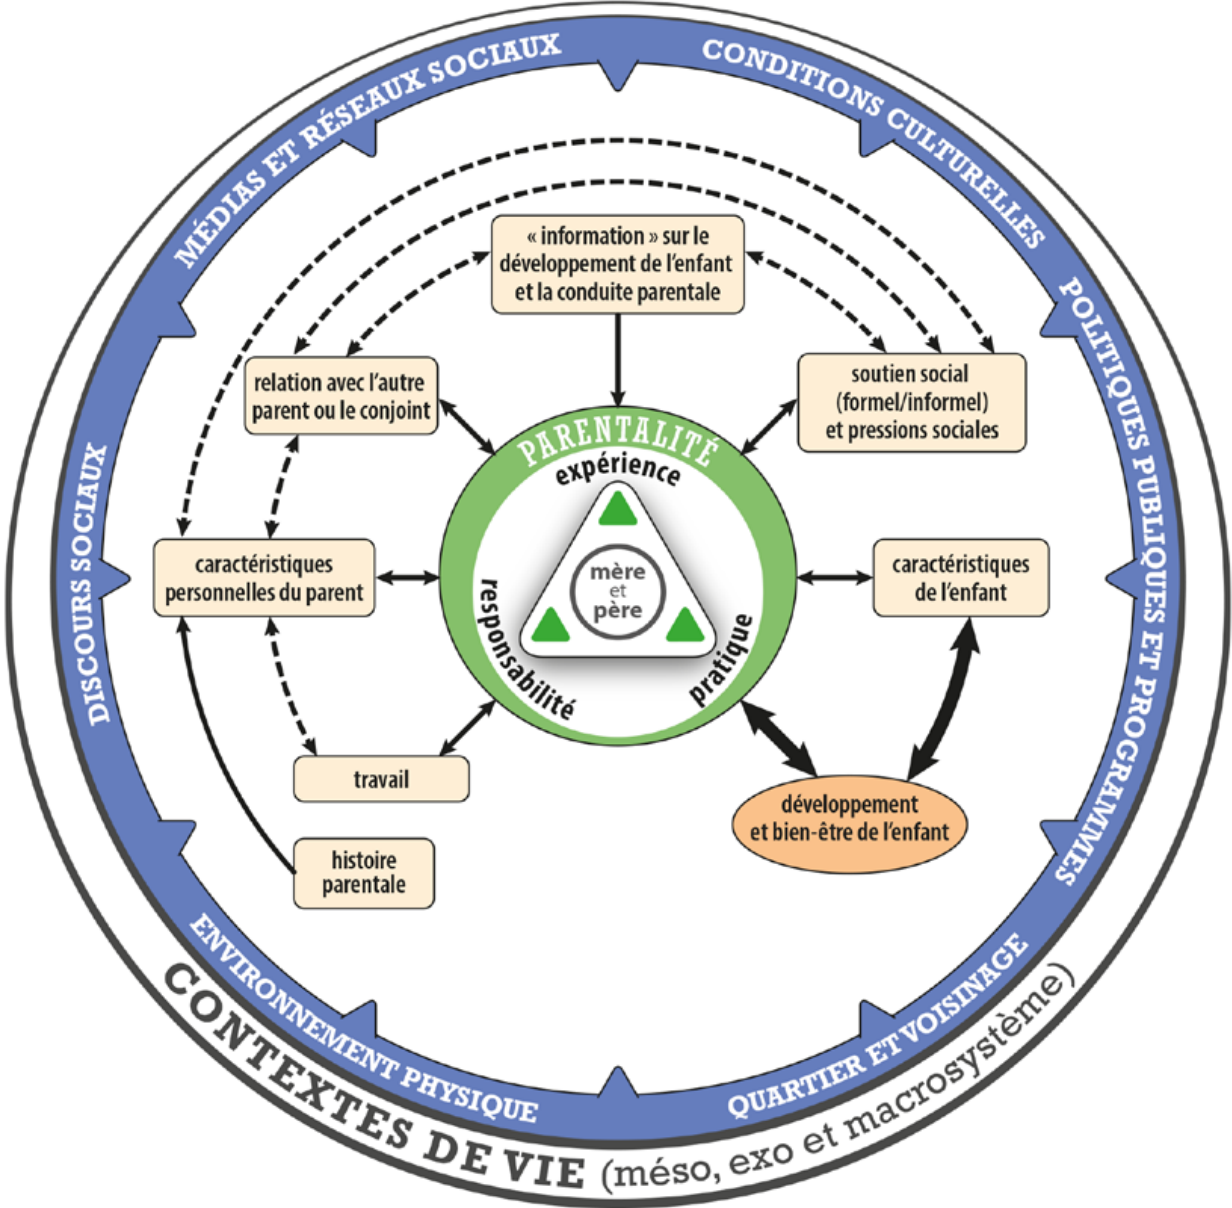 MÉDIAS ET RÉSEAUX SOCIAUX
CONDITIONS CULTURELLES
POLITIQUES PUBLIQUES ET PROGRAMMES
QUARTIER ET VOISINAGE
ENVIRONNEMENT PHYSIQUE
DISCOURS SOCIAUX
CONTEXTES DE VIE (méso, exo et macrosystème)
« information » sur le
développement de l'enfant
et la conduite parentale
relation avec l'autre
parent ou le conjoint
soutien social
(formel/informel)
et pressions sociales
PARENTALITÉ
expérience
responsabilité
pratique
mère
et
père
caractéristiques
personnelles du parent
caractéristiques
de l'enfant
travail
développement
et bien-être de l'enfant
histoire
parentale